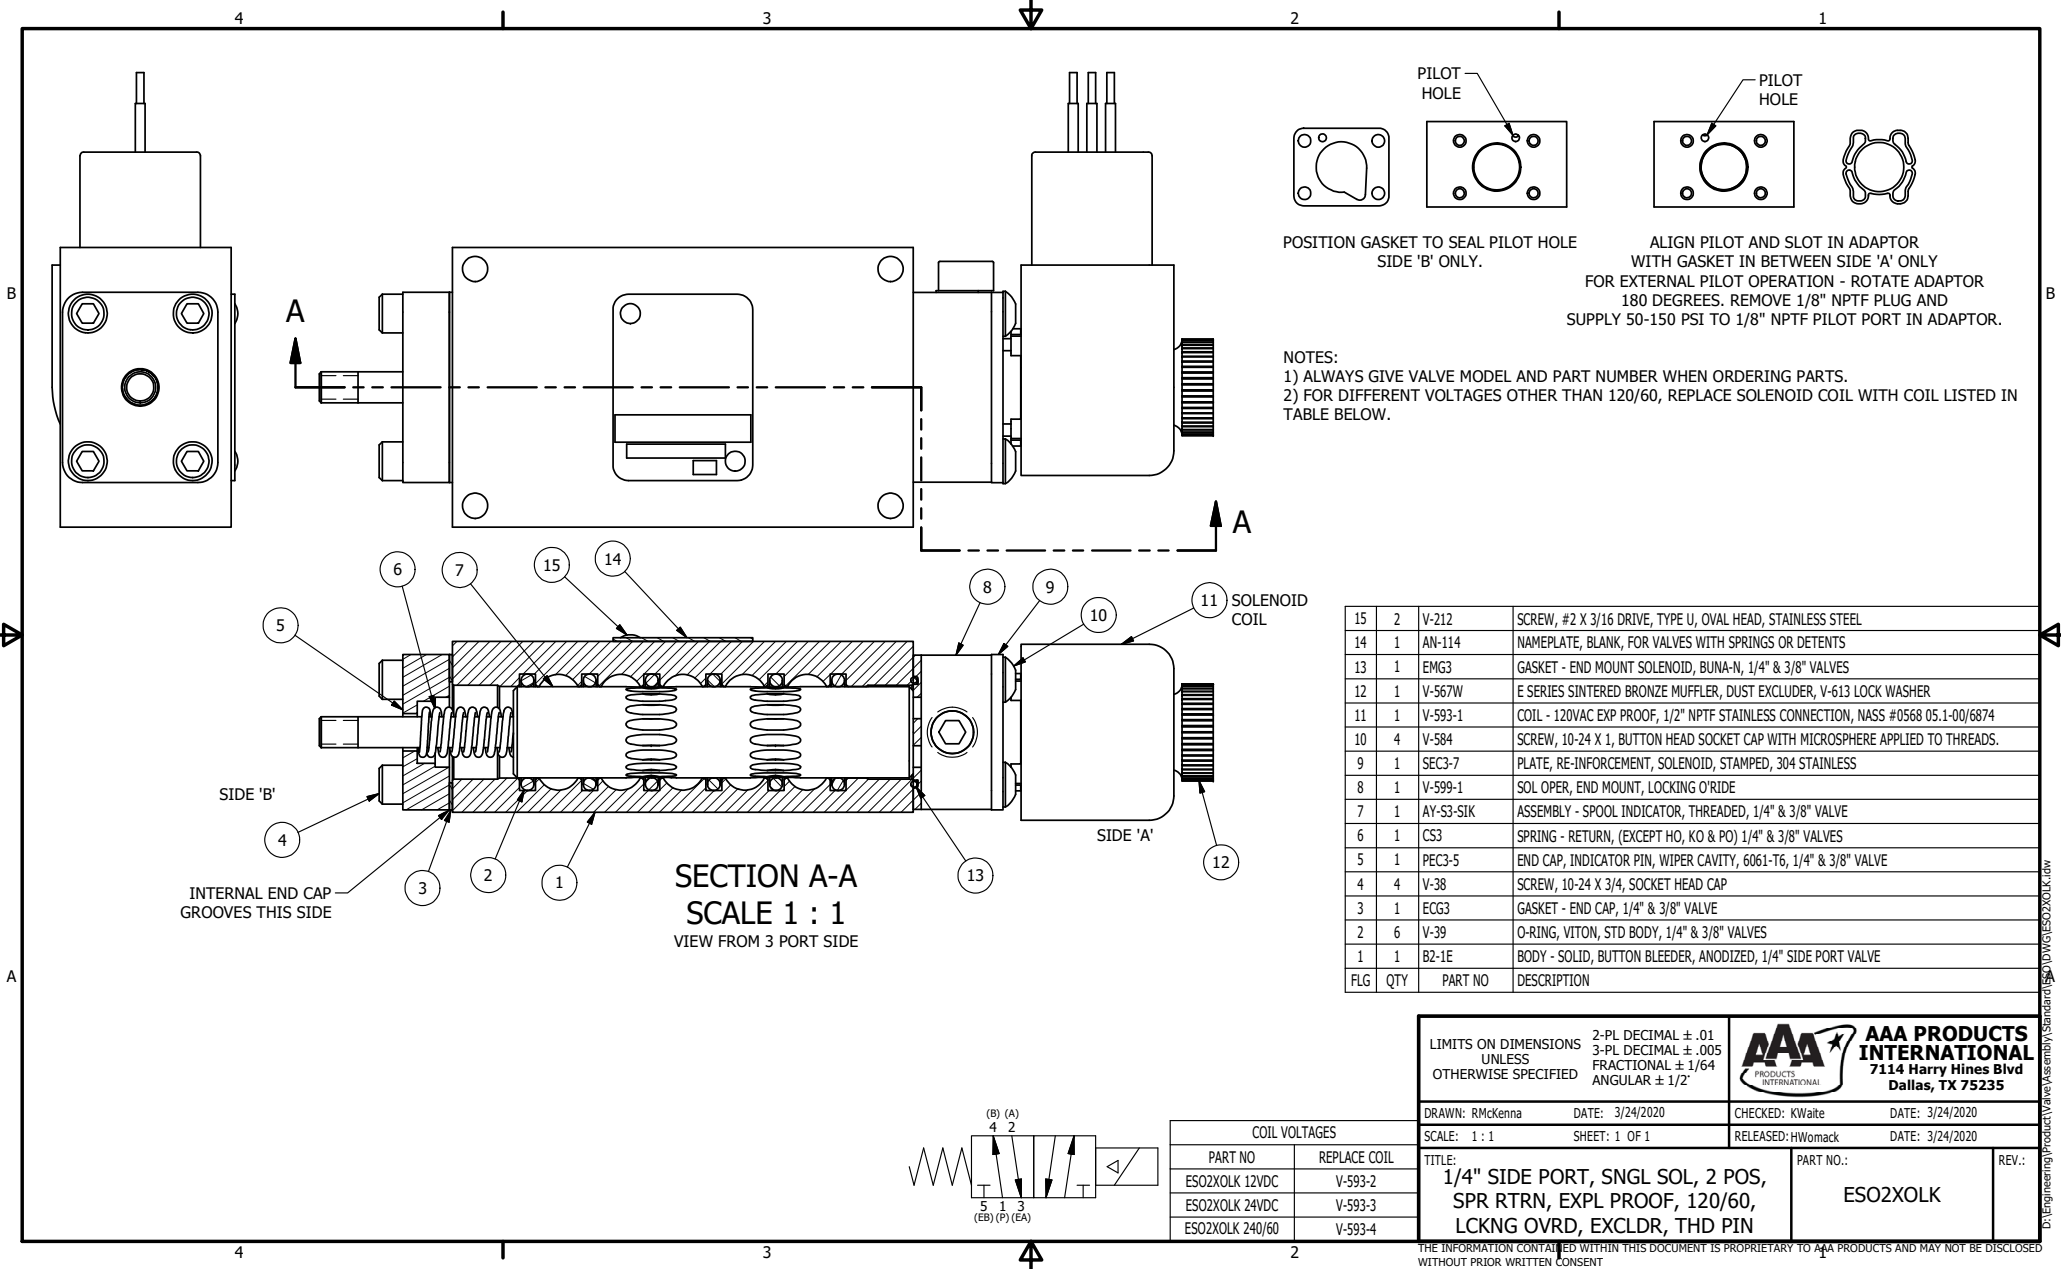 4
3
2
1
B
B
A
A
PILOT
HOLE
PILOT
HOLE
POSITION GASKET TO SEAL PILOT HOLE
SIDE 'B' ONLY.
ALIGN PILOT AND SLOT IN ADAPTOR
WITH GASKET IN BETWEEN SIDE 'A' ONLY
FOR EXTERNAL PILOT OPERATION - ROTATE ADAPTOR
180 DEGREES. REMOVE 1/8" NPTF PLUG AND
SUPPLY 50-150 PSI TO 1/8" NPTF PILOT PORT IN ADAPTOR.
NOTES:
1) ALWAYS GIVE VALVE MODEL AND PART NUMBER WHEN ORDERING PARTS.
2) FOR DIFFERENT VOLTAGES OTHER THAN 120/60, REPLACE SOLENOID COIL WITH COIL LISTED IN
TABLE BELOW.
A
A
5
6
7
15
14
8
9
10
11
SOLENOID
COIL
SIDE 'B'
4
INTERNAL END CAP
GROOVES THIS SIDE
3
2
1
13
12
SIDE 'A'
SECTION A-A
SCALE 1 : 1
VIEW FROM 3 PORT SIDE
15 2 V-212 SCREW, #2 X 3/16 DRIVE, TYPE U, OVAL HEAD, STAINLESS STEEL
14 1 AN-114 NAMEPLATE, BLANK, FOR VALVES WITH SPRINGS OR DETENTS
13 1 EMG3 GASKET - END MOUNT SOLENOID, BUNA-N, 1/4" & 3/8" VALVES
12 1 V-567W E SERIES SINTERED BRONZE MUFFLER, DUST EXCLUDER, V-613 LOCK WASHER
11 1 V-593-1 COIL - 120VAC EXP PROOF, 1/2" NPTF STAINLESS CONNECTION, NASS #0568 05.1-00/6874
10 4 V-584 SCREW, 10-24 X 1, BUTTON HEAD SOCKET CAP WITH MICROSPHERE APPLIED TO THREADS.
9 1 SEC3-7 PLATE, RE-INFORCEMENT, SOLENOID, STAMPED, 304 STAINLESS
8 1 V-599-1 SOL OPER, END MOUNT, LOCKING O'RIDE
7 1 AY-S3-SIK ASSEMBLY - SPOOL INDICATOR, THREADED, 1/4" & 3/8" VALVE
6 1 CS3 SPRING - RETURN, (EXCEPT HO, KO & PO) 1/4" & 3/8" VALVES
5 1 PEC3-5 END CAP, INDICATOR PIN, WIPER CAVITY, 6061-T6, 1/4" & 3/8" VALVE
4 4 V-38 SCREW, 10-24 X 3/4, SOCKET HEAD CAP
3 1 ECG3 GASKET - END CAP, 1/4" & 3/8" VALVE
2 6 V-39 O-RING, VITON, STD BODY, 1/4" & 3/8" VALVES
1 1 B2-1E BODY - SOLID, BUTTON BLEEDER, ANODIZED, 1/4" SIDE PORT VALVE
FLG QTY PART NO DESCRIPTION
LIMITS ON DIMENSIONS
UNLESS
OTHERWISE SPECIFIED
2-PL DECIMAL ± .01
3-PL DECIMAL ± .005
FRACTIONAL ± 1/64
ANGULAR ± 1/2°
AAA
PRODUCTS
INTERNATIONAL
AAA PRODUCTS
INTERNATIONAL
7114 Harry Hines Blvd
Dallas, TX 75235
DRAWN: RMcKenna DATE: 3/24/2020 CHECKED: KWaite DATE: 3/24/2020
SCALE: 1 : 1 SHEET: 1 OF 1 RELEASED: HWomack DATE: 3/24/2020
TITLE:
1/4" SIDE PORT, SNGL SOL, 2 POS,
SPR RTRN, EXPL PROOF, 120/60,
LCKNG OVRD, EXCLDR, THD PIN
PART NO.:
ESO2XOLK
REV.:
(B) (A)
4 2
5 1 3
(EB) (P) (EA)
COIL VOLTAGES
PART NO REPLACE COIL
ESO2XOLK 12VDC V-593-2
ESO2XOLK 24VDC V-593-3
ESO2XOLK 240/60 V-593-4
D:\Engineering\Product\Valve\Assembly\Standard\ESO\DWG\ESO2XOLK.idw
4
3
2
1
THE INFORMATION CONTAINED WITHIN THIS DOCUMENT IS PROPRIETARY TO AAA PRODUCTS AND MAY NOT BE DISCLOSED
WITHOUT PRIOR WRITTEN CONSENT